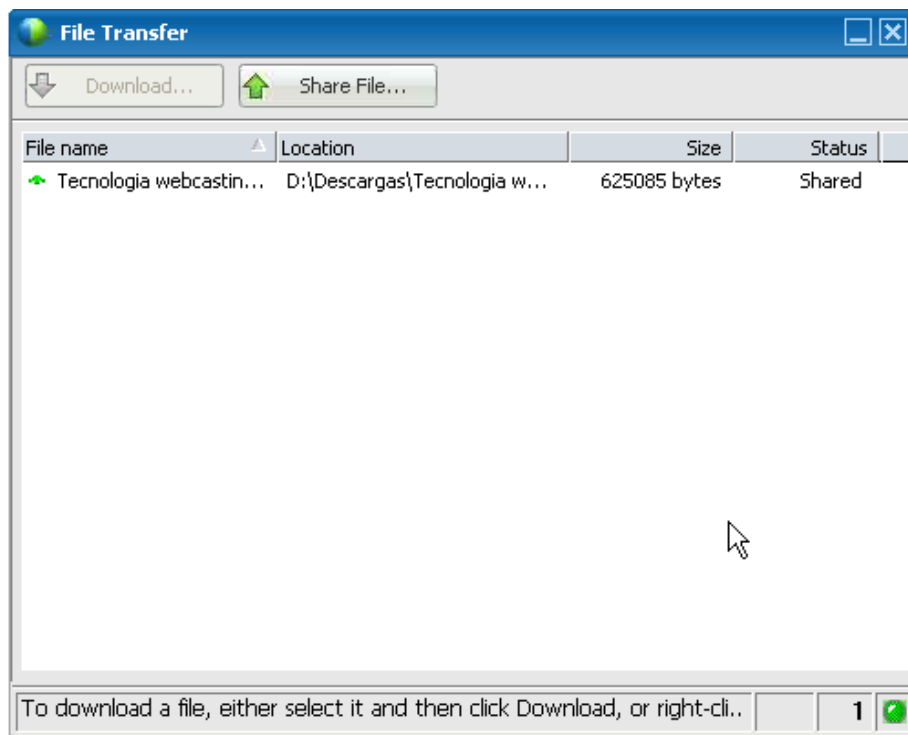 File Transfer
Download... Share File...
File name Location Size Status
Tecnologia webcastin... D:\Descargas\Tecnologia w... 625085 bytes Shared
To download a file, either select it and then click Download, or right-cli.. 1